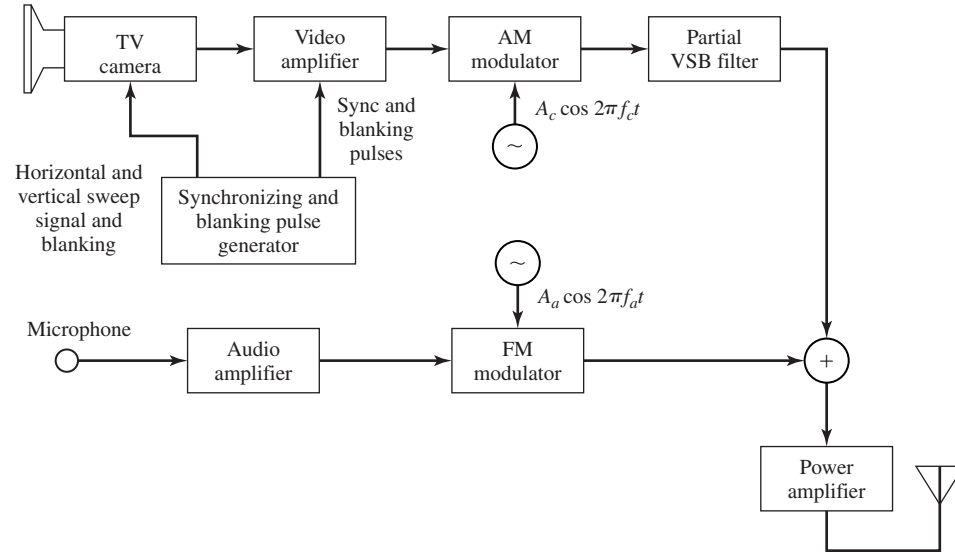 TV
camera
Video
amplifier
AM
modulator
Partial
VSB filter
Sync and
blanking
pulses
A_c cos 2πf_ct
~
Horizontal and
vertical sweep
signal and
blanking
Synchronizing and
blanking pulse
generator
~
A_a cos 2πf_at
Microphone
Audio
amplifier
FM
modulator
+
Power
amplifier